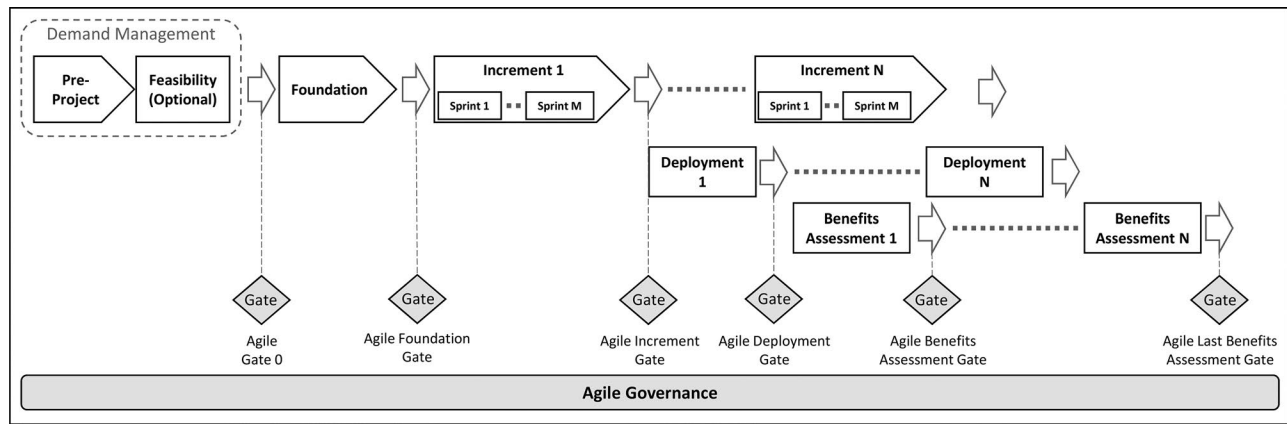 Demand Management
Pre-
Project
Feasibility
(Optional)
Foundation
Increment 1
Sprint 1
Sprint M
Increment N
Sprint 1
Sprint M
Deployment
1
Deployment
N
Benefits
Assessment 1
Benefits
Assessment N
Gate
Agile
Gate 0
Gate
Agile Foundation
Gate
Gate
Agile Increment
Gate
Gate
Agile Deployment
Gate
Gate
Agile Benefits
Assessment Gate
Gate
Agile Last Benefits
Assessment Gate
Agile Governance